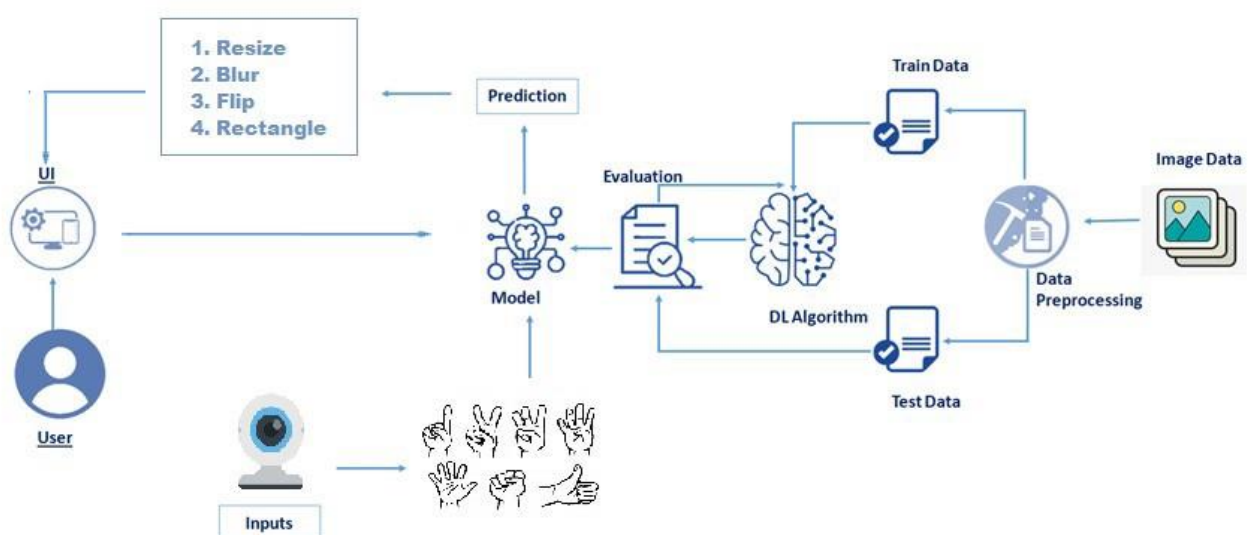 1. Resize
2. Blur
3. Flip
4. Rectangle
Prediction
Train Data
Evaluation
Image Data
UI
Model
DL Algorithm
Data
Preprocessing
Test Data
User
Inputs